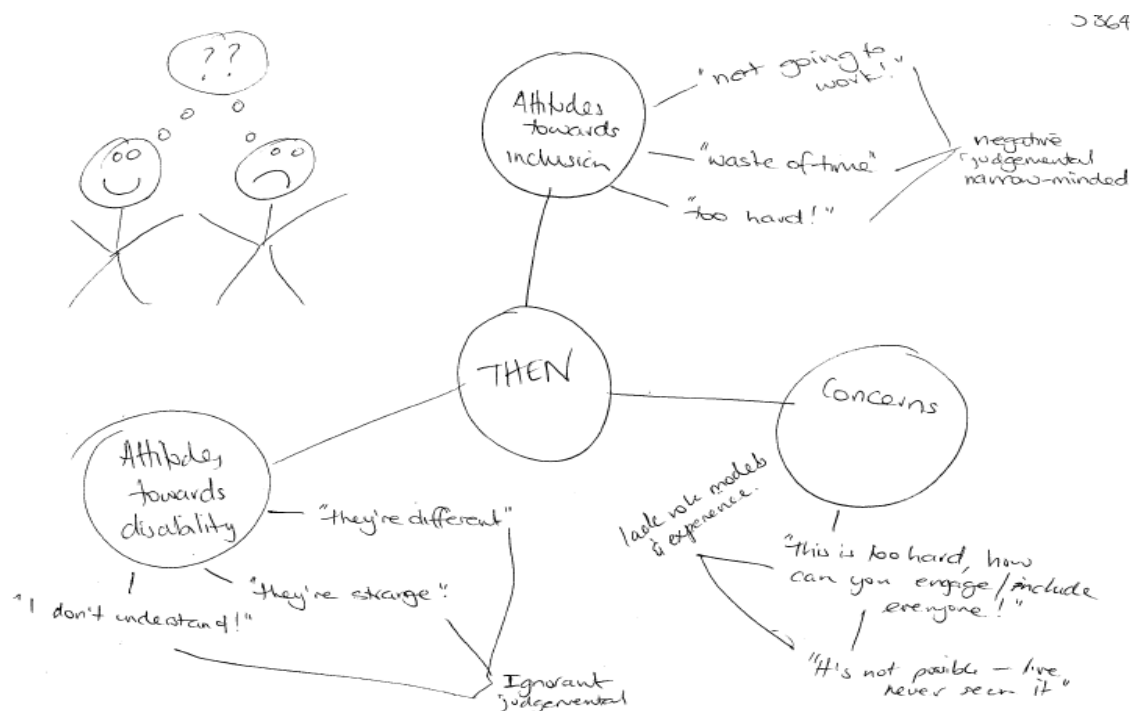 S364
? ?
Attitudes
towards
inclusion
"not going to
work!"
"waste of time"
"too hard!"
negative
judgemental
narrow-minded
THEN
Concerns
lack role models
& experience.
"This is too hard, how
can you engage/include
everyone!"
"It's not possible – I've
never seen it"
Attitudes
towards
disability
"they're different"
"they're strange"
"I don't understand!"
Ignorant
judgemental